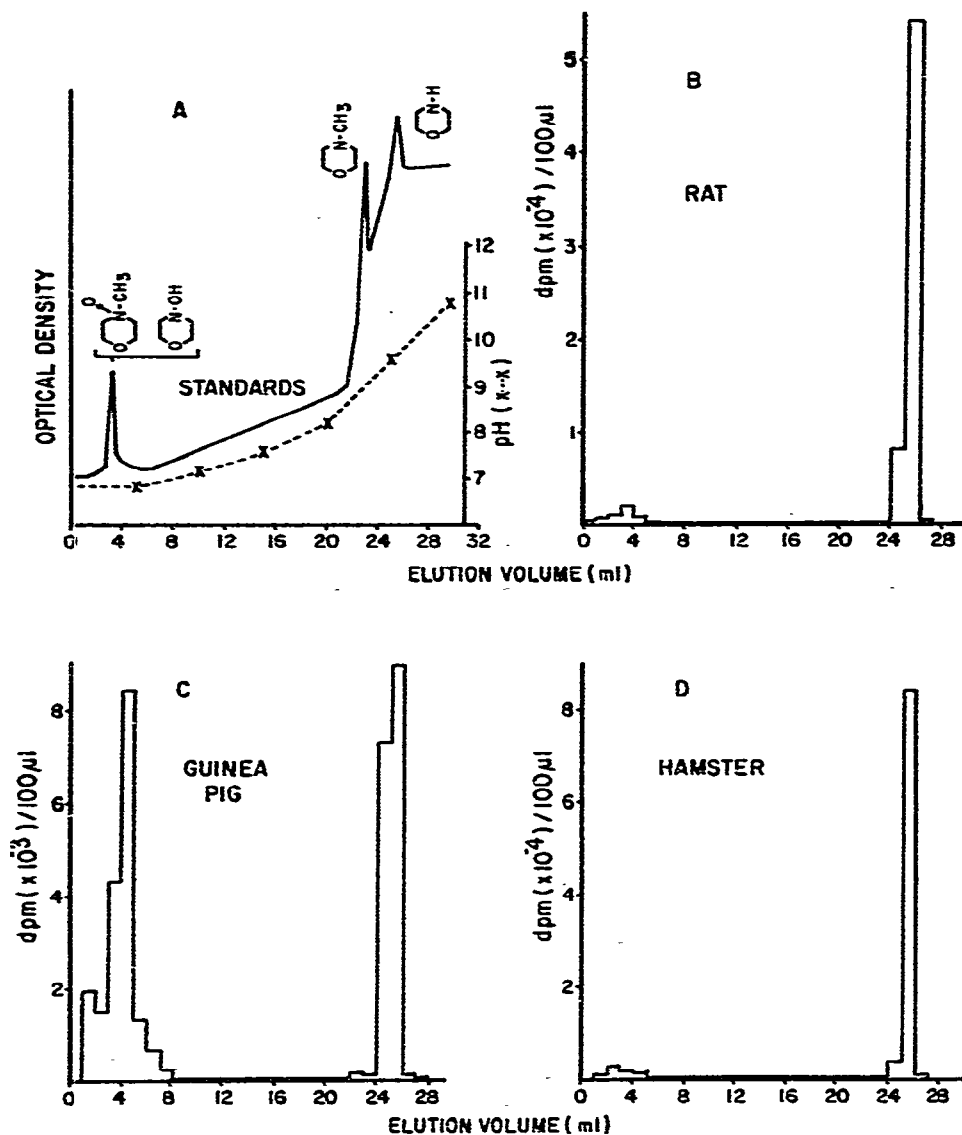 A
O
N-CH3
O
N-OH
O
N-CH3
O
N-H
O
STANDARDS
OPTICAL DENSITY
12
11
10
9
8
7
pH (x--x)
0 4 8 12 16 20 24 28 32
ELUTION VOLUME (ml)
B
RAT
dpm (x10⁻⁴)/100µl
5
4
3
2
1
0 4 8 12 16 20 24 28
C
GUINEA
PIG
dpm (x10⁻³)/100µl
8
6
4
2
0 4 8 12 16 20 24 28
ELUTION VOLUME (ml)
D
HAMSTER
dpm (x10⁻⁴)/100µl
8
6
4
2
0 4 8 12 16 20 24 28